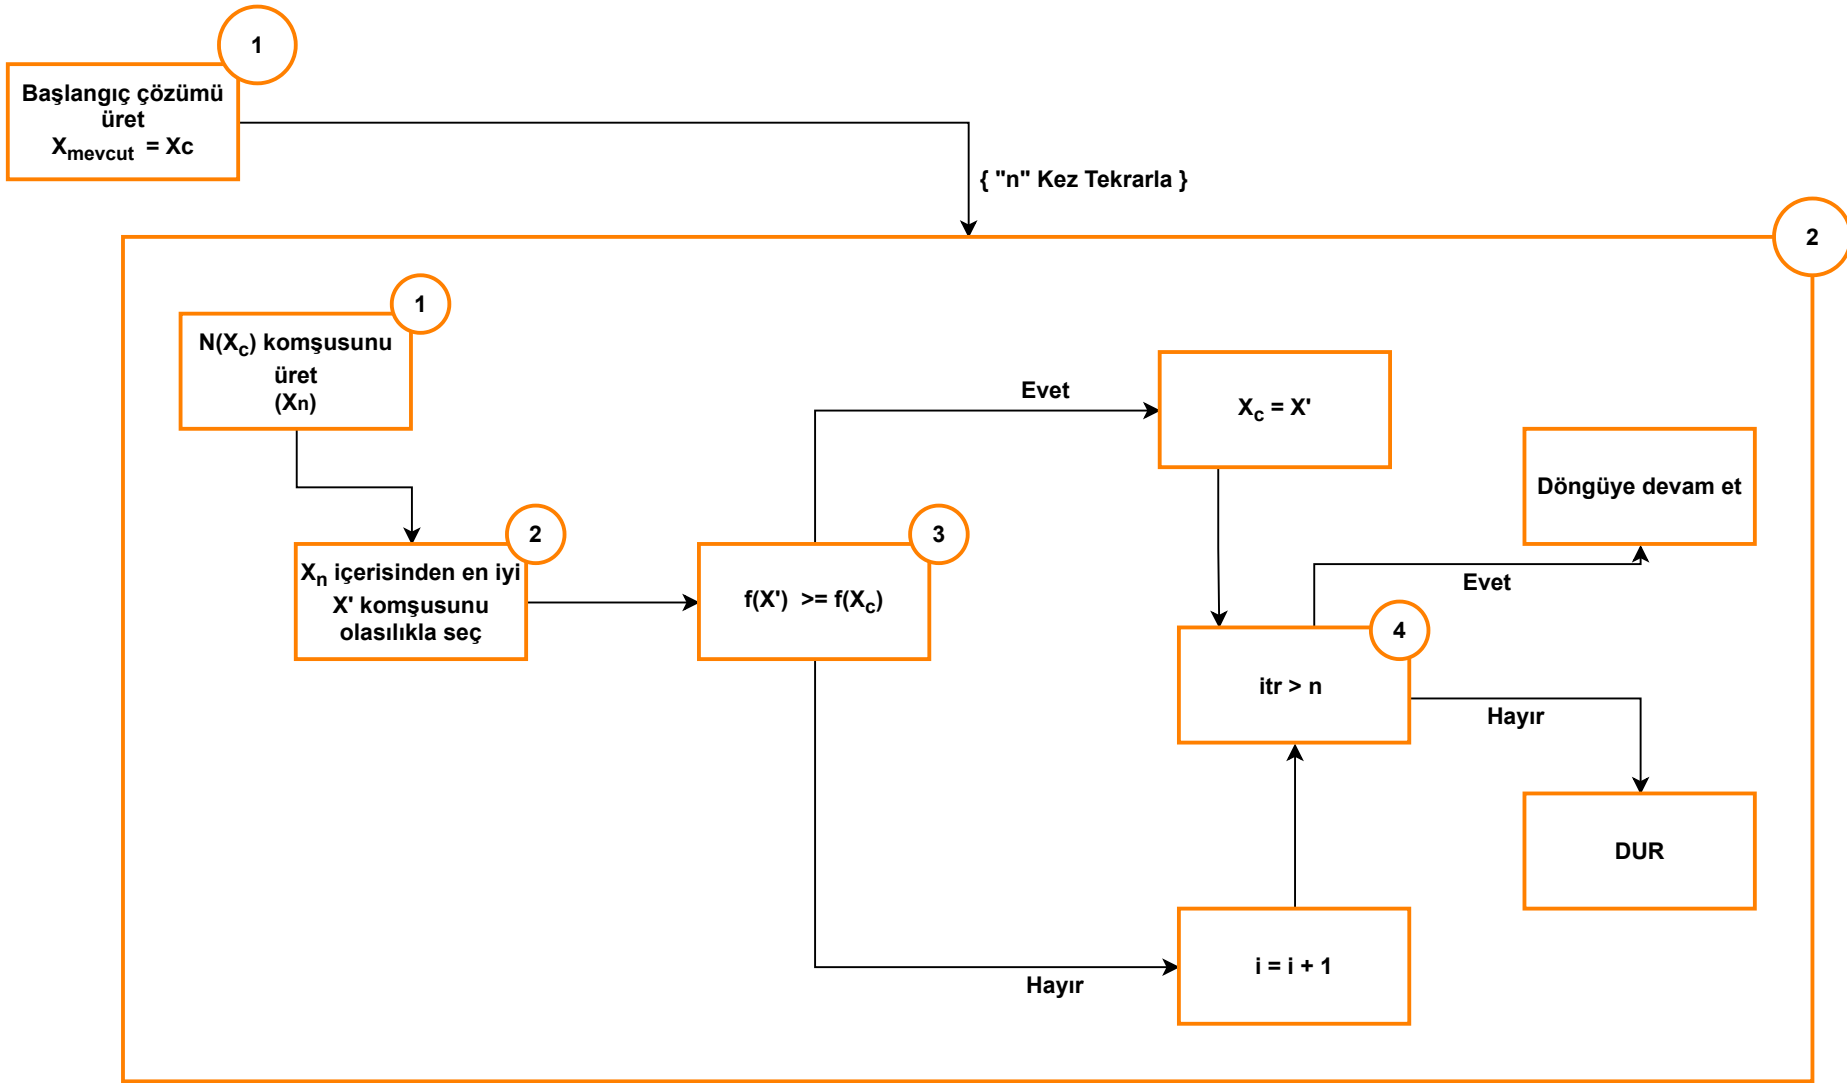 1
Başlangıç çözümü
üret
Xmevcut = Xc
{ "n" Kez Tekrarla }
2
1
N(Xc) komşusunu
üret
(Xn)
2
Xn içerisinden en iyi
X' komşusunu
olasılıkla seç
3
f(X') >= f(Xc)
Evet
Xc = X'
Hayır
i = i + 1
4
itr > n
Evet
Döngüye devam et
Hayır
DUR